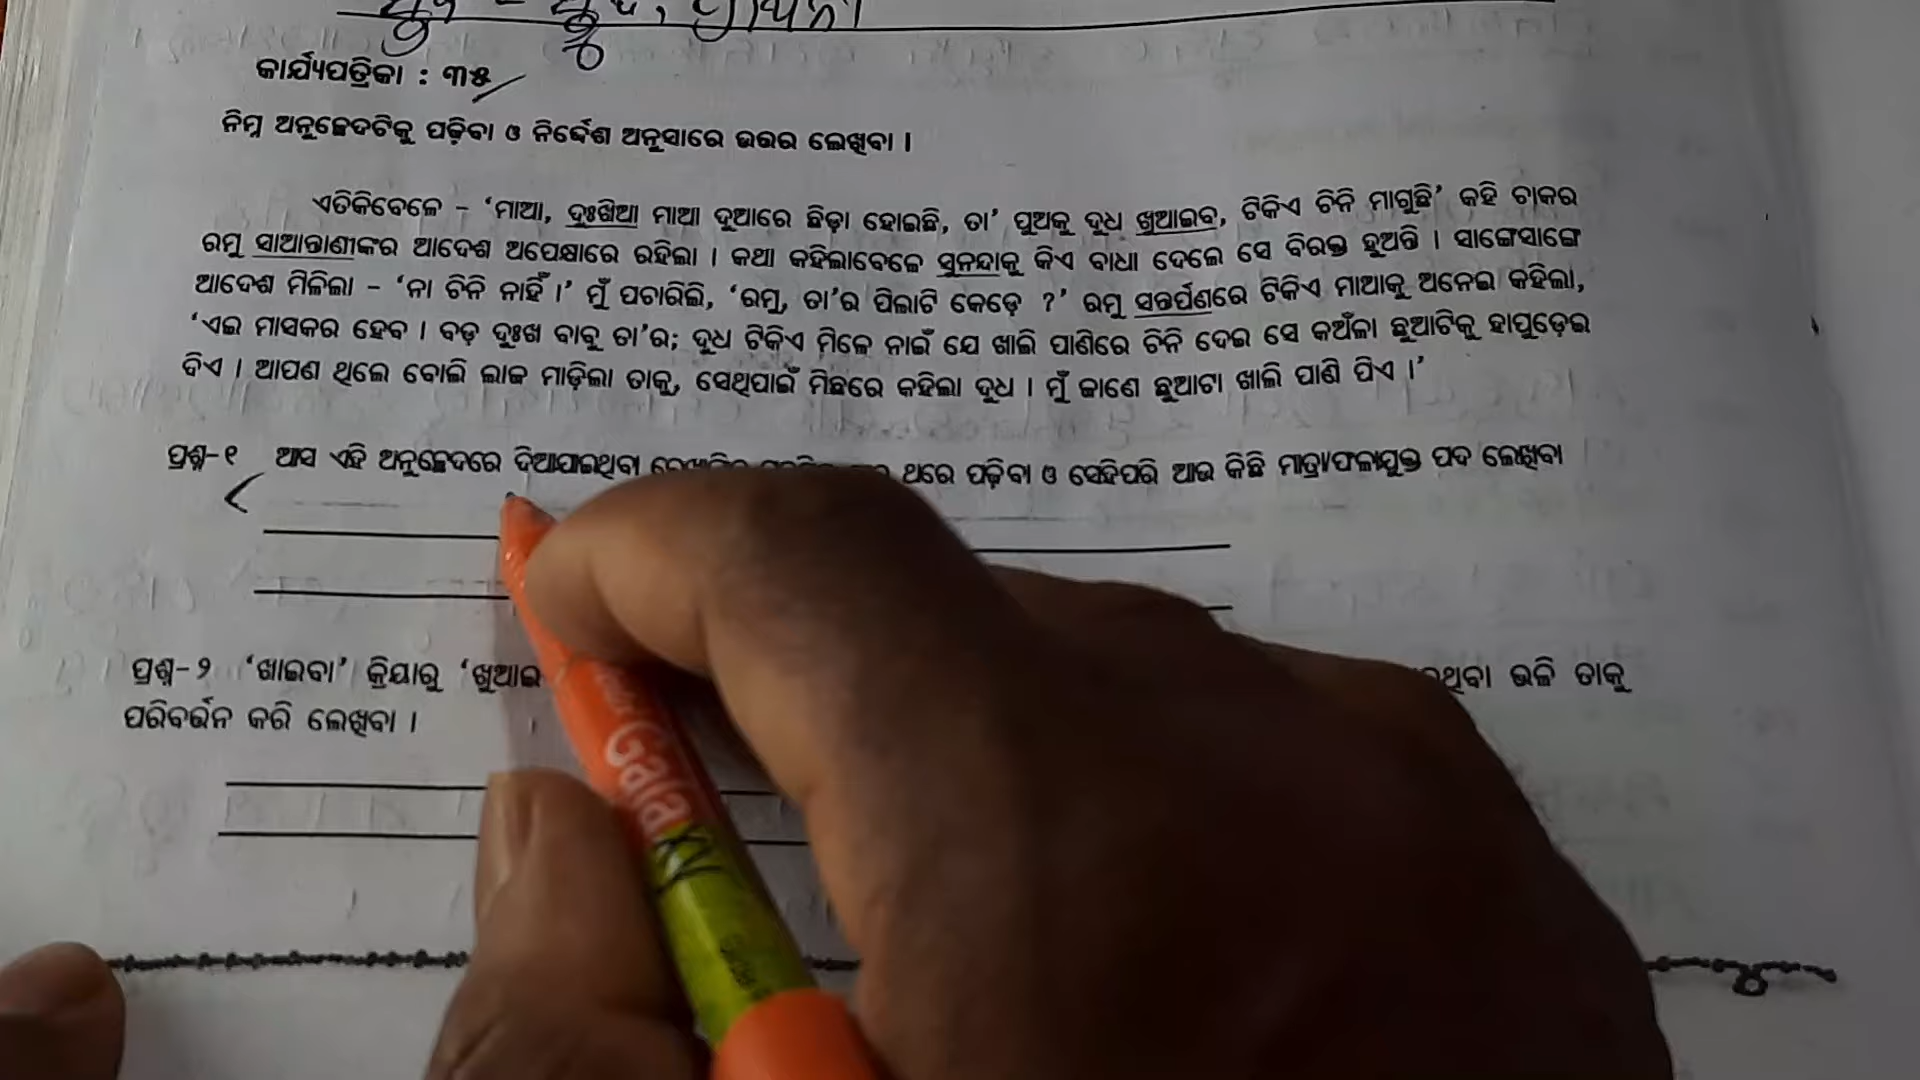 କାର୍ଯ୍ୟପତ୍ରିକା : ୩୫
ନିମ୍ନ ଅନୁଚ୍ଛେଦଟିକୁ ପଢ଼ିବା ଓ ନିର୍ଦ୍ଦେଶ ଅନୁସାରେ ଉତ୍ତର ଲେଖିବା ।
ଏତିକିବେଳେ – ‘ମାଆ, ଦୁଃଖିଆ ମାଆ ଦୁଆରେ ଛିଡ଼ା ହୋଇଛି, ତା’ ପୁଅକୁ ଦୁଧ ଖୁଆଇବ, ଟିକିଏ ଚିନି ମାଗୁଛି’ କହି ଚାକର
ରମୁ ସାଆନ୍ତାଣୀଙ୍କର ଆଦେଶ ଅପେକ୍ଷାରେ ରହିଲା । କଥା କହିଲାବେଳେ ସୁନନ୍ଦାକୁ କିଏ ବାଧା ଦେଲେ ସେ ବିରକ୍ତ ହୁଅନ୍ତି । ସାଙ୍ଗେସାଙ୍ଗେ
ଆଦେଶ ମିଳିଲା – ‘ନା ଚିନି ନାହିଁ ।’ ମୁଁ ପଚାରିଲି, ‘ରମୁ, ତା’ର ପିଲାଟି କେଡ଼େ ?’ ରମୁ ସନ୍ତର୍ପଣରେ ଟିକିଏ ମାଆକୁ ଅନେଇ କହିଲା,
‘ଏଇ ମାସକର ହେବ । ବଡ଼ ଦୁଃଖ ବାବୁ ତା’ର; ଦୁଧ ଟିକିଏ ମିଳେ ନାଇଁ ଯେ ଖାଲି ପାଣିରେ ଚିନି ଦେଇ ସେ କଅଁଳା ଛୁଆଟିକୁ ହାପୁଡ଼େଇ
ଦିଏ । ଆପଣ ଥିଲେ ବୋଲି ଲାଜ ମାଡ଼ିଲା ତାକୁ, ସେଥିପାଇଁ ମିଛରେ କହିଲା ଦୁଧ । ମୁଁ ଜାଣେ ଛୁଆଟା ଖାଲି ପାଣି ପିଏ ।’
ପ୍ରଶ୍ନ-୧ ଆସ ଏହି ଅନୁଚ୍ଛେଦରେ ଦିଆଯାଇଥିବା ଥରେ ପଢ଼ିବା ଓ ସେହିପରି ଆଉ କିଛି ମାତ୍ରା/ଫଳାଯୁକ୍ତ ପଦ ଲେଖିବା
ପ୍ରଶ୍ନ-୨ ‘ଖାଇବା’ କ୍ରିୟାରୁ ‘ଖୁଆଇ ଭଳି ତାକୁ
ପରିବର୍ତ୍ତନ କରି ଲେଖିବା ।